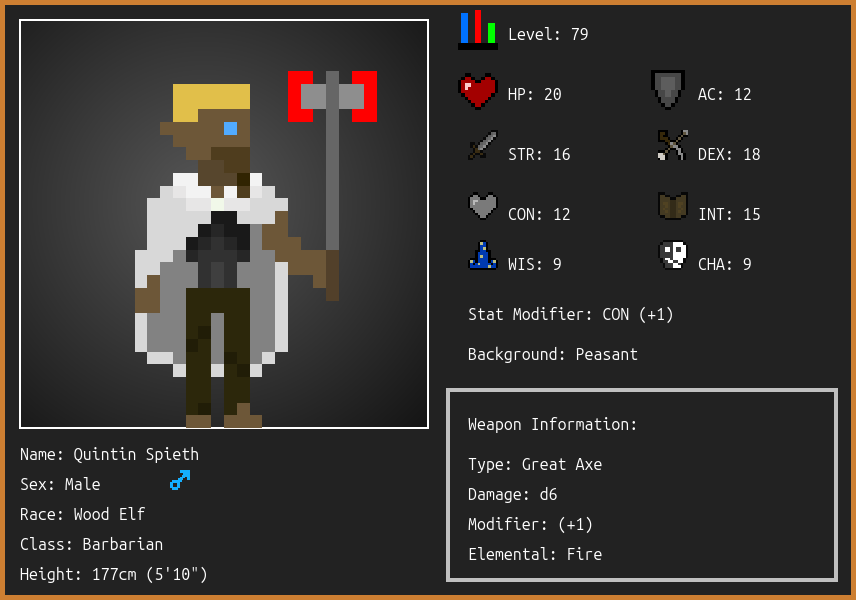 Level: 79
HP: 20
AC: 12
STR: 16
DEX: 18
CON: 12
INT: 15
WIS: 9
CHA: 9
Stat Modifier: CON (+1)
Background: Peasant
Weapon Information:
Type: Great Axe
Damage: d6
Modifier: (+1)
Elemental: Fire
Name: Quintin Spieth
Sex: Male
Race: Wood Elf
Class: Barbarian
Height: 177cm (5'10")